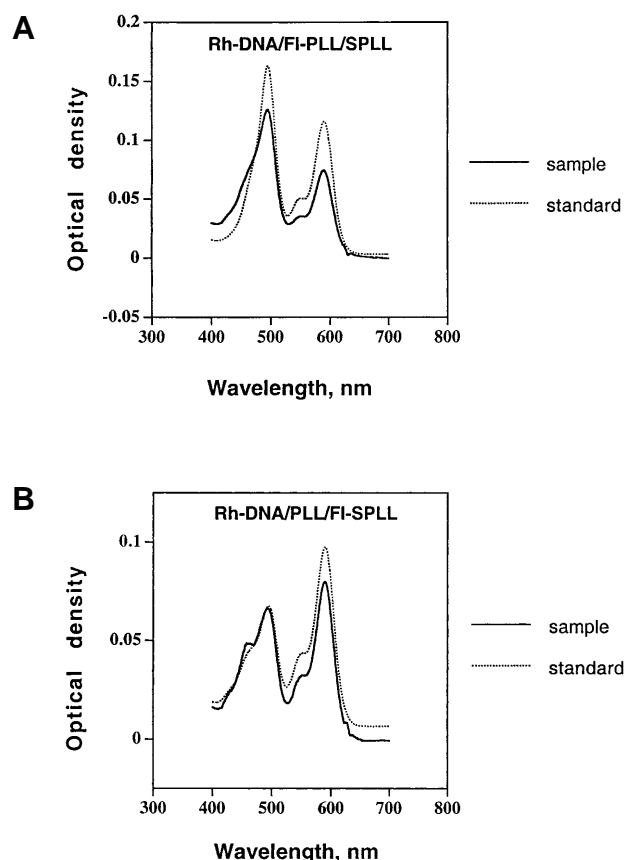 A
Rh-DNA/Fl-PLL/SPLL
0.2
0.15
0.1
0.05
0
-0.05
Optical density
300 400 500 600 700 800
Wavelength, nm
sample
standard
B
Rh-DNA/PLL/Fl-SPLL
0.1
0.05
0
Optical density
300 400 500 600 700 800
Wavelength, nm
sample
standard